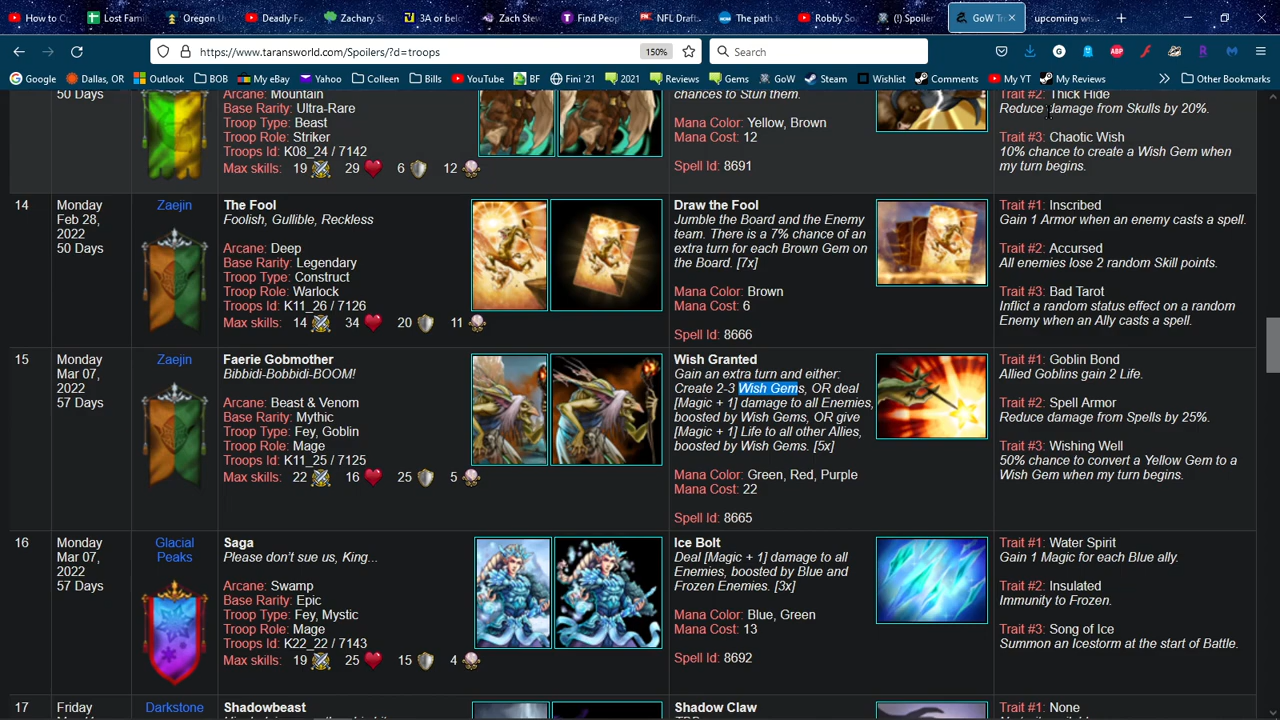 How to C
Lost Fami
Oregon U
Deadly Fo
Zachary S
3A or belo
Zach Stew
Find Peop
NFL Draft
The path t
Robby So
(!) Spoiler
GoW Tr
upcoming wi
https://www.taransworld.com/Spoilers/?d=troops
150%
Search
Google
Dallas, OR
Outlook
BOB
My eBay
Yahoo
Colleen
Bills
YouTube
BF
Fini '21
2021
Reviews
Gems
GoW
Steam
Wishlist
Comments
My YT
My Reviews
Other Bookmarks
50 Days
Arcane: Mountain
Base Rarity: Ultra-Rare
Troop Type: Beast
Troop Role: Striker
Troops Id: K08_24 / 7142
Max skills: 19 29 6 12
chances to Stun them.
Mana Color: Yellow, Brown
Mana Cost: 12
Spell Id: 8691
Trait #2: Thick Hide
Reduce damage from Skulls by 20%.
Trait #3: Chaotic Wish
10% chance to create a Wish Gem when
my turn begins.
14
Monday
Feb 28,
2022
50 Days
Zaejin
The Fool
Foolish, Gullible, Reckless
Arcane: Deep
Base Rarity: Legendary
Troop Type: Construct
Troop Role: Warlock
Troops Id: K11_26 / 7126
Max skills: 14 34 20 11
Draw the Fool
Jumble the Board and the Enemy
team. There is a 7% chance of an
extra turn for each Brown Gem on
the Board. [7x]
Mana Color: Brown
Mana Cost: 6
Spell Id: 8666
Trait #1: Inscribed
Gain 1 Armor when an enemy casts a spell.
Trait #2: Accursed
All enemies lose 2 random Skill points.
Trait #3: Bad Tarot
Inflict a random status effect on a random
Enemy when an Ally casts a spell.
15
Monday
Mar 07,
2022
57 Days
Zaejin
Faerie Gobmother
Bibbidi-Bobbidi-BOOM!
Arcane: Beast & Venom
Base Rarity: Mythic
Troop Type: Fey, Goblin
Troop Role: Mage
Troops Id: K11_25 / 7125
Max skills: 22 16 25 5
Wish Granted
Gain an extra turn and either:
Create 2-3 Wish Gems, OR deal
[Magic + 1] damage to all Enemies,
boosted by Wish Gems, OR give
[Magic + 1] Life to all other Allies,
boosted by Wish Gems. [5x]
Mana Color: Green, Red, Purple
Mana Cost: 22
Spell Id: 8665
Trait #1: Goblin Bond
Allied Goblins gain 2 Life.
Trait #2: Spell Armor
Reduce damage from Spells by 25%.
Trait #3: Wishing Well
50% chance to convert a Yellow Gem to a
Wish Gem when my turn begins.
16
Monday
Mar 07,
2022
57 Days
Glacial
Peaks
Saga
Please don't sue us, King...
Arcane: Swamp
Base Rarity: Epic
Troop Type: Fey, Mystic
Troop Role: Mage
Troops Id: K22_22 / 7143
Max skills: 19 25 15 4
Ice Bolt
Deal [Magic + 1] damage to all
Enemies, boosted by Blue and
Frozen Enemies. [3x]
Mana Color: Blue, Green
Mana Cost: 13
Spell Id: 8692
Trait #1: Water Spirit
Gain 1 Magic for each Blue ally.
Trait #2: Insulated
Immunity to Frozen.
Trait #3: Song of Ice
Summon an Icestorm at the start of Battle.
17
Friday
Darkstone
Shadowbeast
Shadow Claw
Trait #1: None